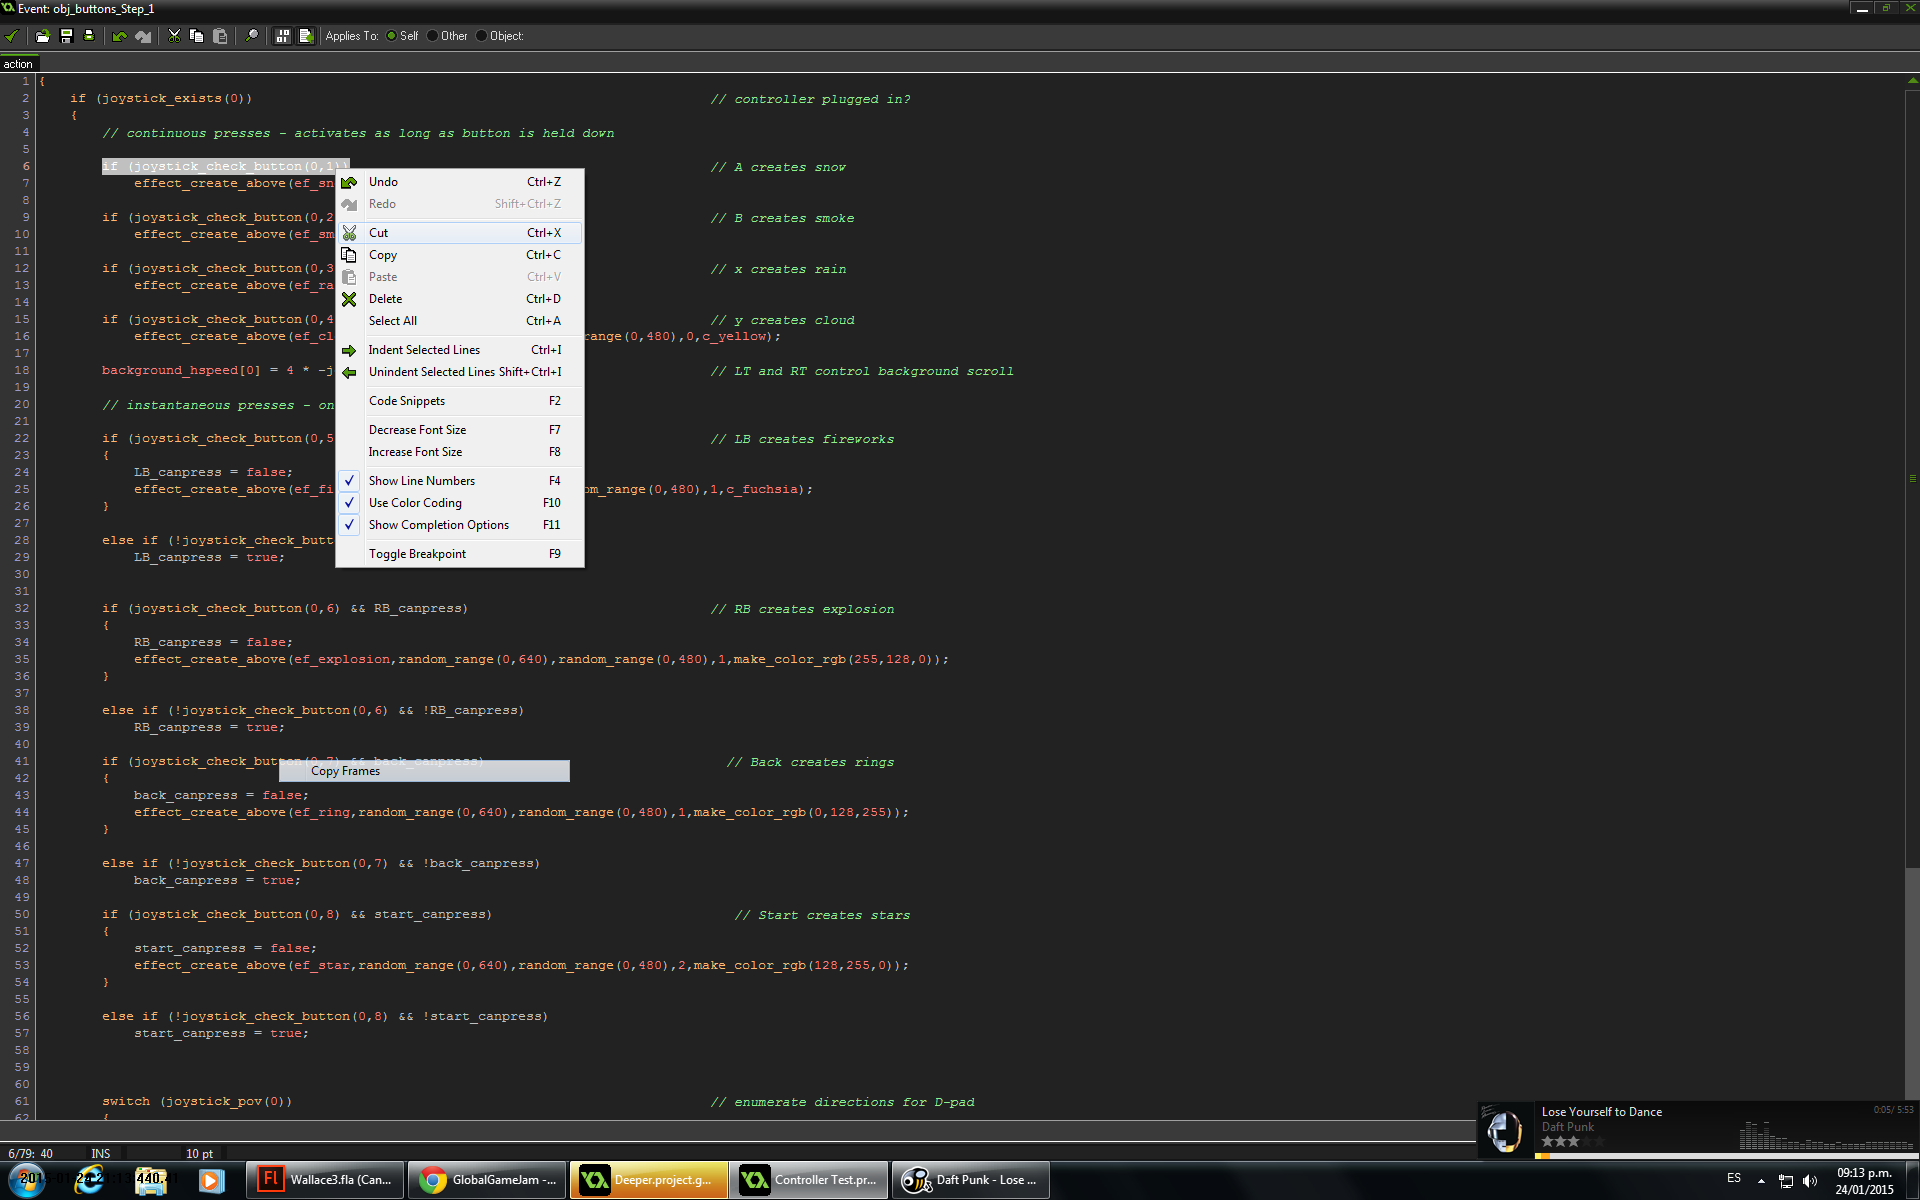 Event: obj_buttons_Step_1
Applies To: Self Other Object:
action
1 {
2 if (joystick_exists(0)) // controller plugged in?
3 {
4 // continuous presses - activates as long as button is held down
5
6 if (joystick_check_button(0,1)) // A creates snow
7 effect_create_above(ef_sn
8
9 if (joystick_check_button(0,2 // B creates smoke
10 effect_create_above(ef_sm
11
12 if (joystick_check_button(0,3 // x creates rain
13 effect_create_above(ef_ra
14
15 if (joystick_check_button(0,4 // y creates cloud
16 effect_create_above(ef_cl ange(0,480),0,c_yellow);
17
18 background_hspeed[0] = 4 * -j // LT and RT control background scroll
19
20 // instantaneous presses - on
21
22 if (joystick_check_button(0,5 // LB creates fireworks
23 {
24 LB_canpress = false;
25 effect_create_above(ef_fi om_range(0,480),1,c_fuchsia);
26 }
27
28 else if (!joystick_check_butt
29 LB_canpress = true;
30
31
32 if (joystick_check_button(0,6) && RB_canpress) // RB creates explosion
33 {
34 RB_canpress = false;
35 effect_create_above(ef_explosion,random_range(0,640),random_range(0,480),1,make_color_rgb(255,128,0));
36 }
37
38 else if (!joystick_check_button(0,6) && !RB_canpress)
39 RB_canpress = true;
40
41 if (joystick_check_button(0,7) && back_canpress) // Back creates rings
42 {
43 back_canpress = false;
44 effect_create_above(ef_ring,random_range(0,640),random_range(0,480),1,make_color_rgb(0,128,255));
45 }
46
47 else if (!joystick_check_button(0,7) && !back_canpress)
48 back_canpress = true;
49
50 if (joystick_check_button(0,8) && start_canpress) // Start creates stars
51 {
52 start_canpress = false;
53 effect_create_above(ef_star,random_range(0,640),random_range(0,480),2,make_color_rgb(128,255,0));
54 }
55
56 else if (!joystick_check_button(0,8) && !start_canpress)
57 start_canpress = true;
58
59
60
61 switch (joystick_pov(0)) // enumerate directions for D-pad
62 {
Undo Ctrl+Z
Redo Shift+Ctrl+Z
Cut Ctrl+X
Copy Ctrl+C
Paste Ctrl+V
Delete Ctrl+D
Select All Ctrl+A
Indent Selected Lines Ctrl+I
Unindent Selected Lines Shift+Ctrl+I
Code Snippets F2
Decrease Font Size F7
Increase Font Size F8
Show Line Numbers F4
Use Color Coding F10
Show Completion Options F11
Toggle Breakpoint F9
Copy Frames
Lose Yourself to Dance 0:05/ 5:53
Daft Punk
6/79: 40 INS 10 pt
Wallace3.fla (Can...
GlobalGameJam -...
Deeper.project.g...
Controller Test.pr...
Daft Punk - Lose ...
ES
09:13 p.m.
24/01/2015